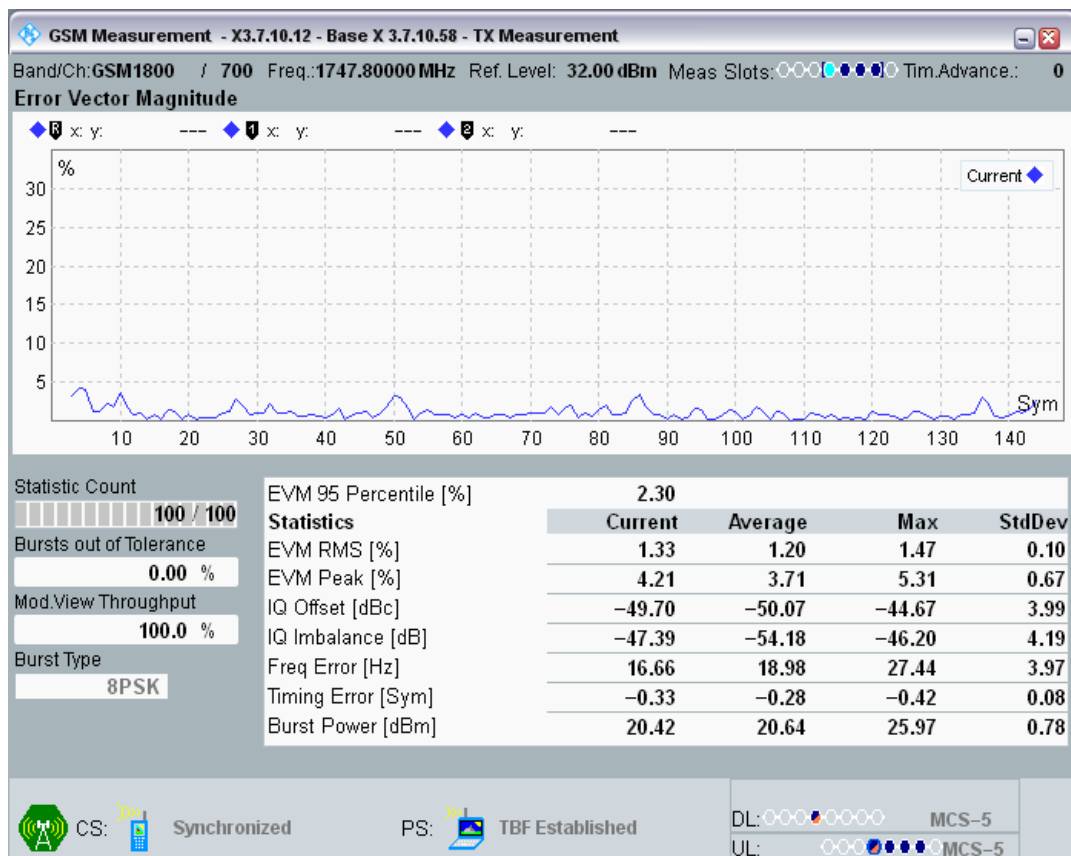 GSM Measurement - X3.7.10.12 - Base X 3.7.10.58 - TX Measurement
Band/Ch:GSM1800 / 700 Freq.:1747.80000 MHz Ref. Level: 32.00 dBm Meas Slots: Tim.Advance.: 0
Error Vector Magnitude
R x: y: --- 1 x: y: --- 2 x: y: ---
%
Current
30
25
20
15
10
5
Sym
10 20 30 40 50 60 70 80 90 100 110 120 130 140
Statistic Count
100 / 100
Bursts out of Tolerance
0.00 %
Mod.View Throughput
100.0 %
Burst Type
8PSK
EVM 95 Percentile [%] 2.30
Statistics Current Average Max StdDev
EVM RMS [%] 1.33 1.20 1.47 0.10
EVM Peak [%] 4.21 3.71 5.31 0.67
IQ Offset [dBc] −49.70 −50.07 −44.67 3.99
IQ Imbalance [dB] −47.39 −54.18 −46.20 4.19
Freq Error [Hz] 16.66 18.98 27.44 3.97
Timing Error [Sym] −0.33 −0.28 −0.42 0.08
Burst Power [dBm] 20.42 20.64 25.97 0.78
CS: Synchronized PS: TBF Established
DL: MCS−5
UL: MCS−5